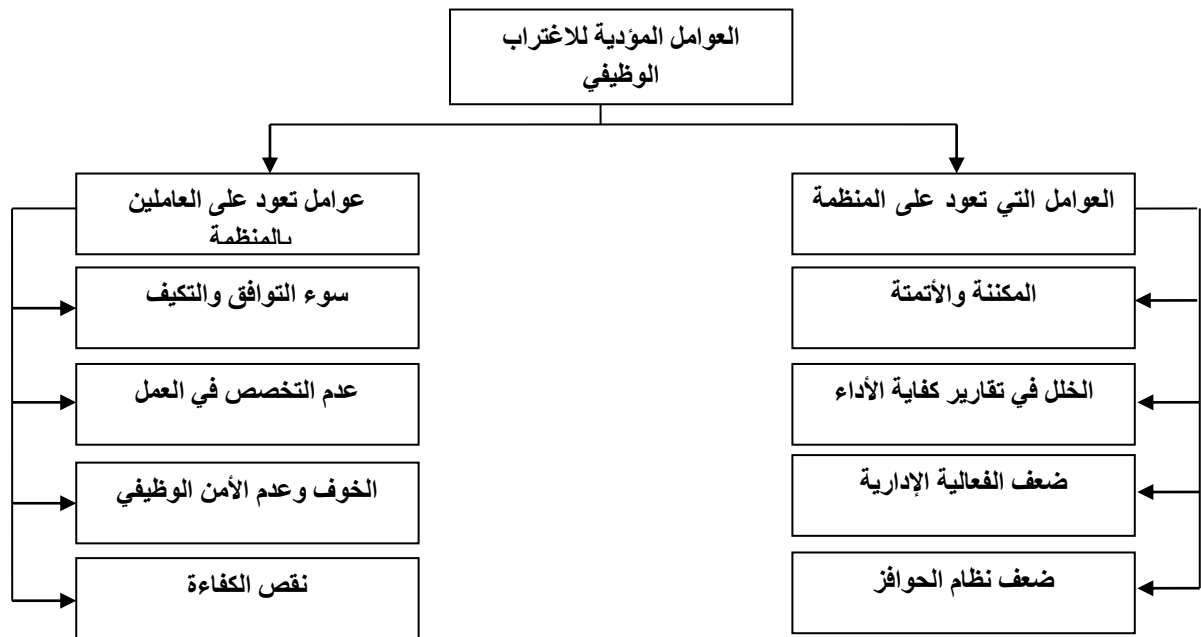 العوامل المؤدية للاغتراب
الوظيفي
العوامل التي تعود على المنظمة
المكننة والأتمتة
الخلل في تقارير كفاية الأداء
ضعف الفعالية الإدارية
ضعف نظام الحوافز
عوامل تعود على العاملين
بالمنظمة
سوء التوافق والتكيف
عدم التخصص في العمل
الخوف وعدم الأمن الوظيفي
نقص الكفاءة